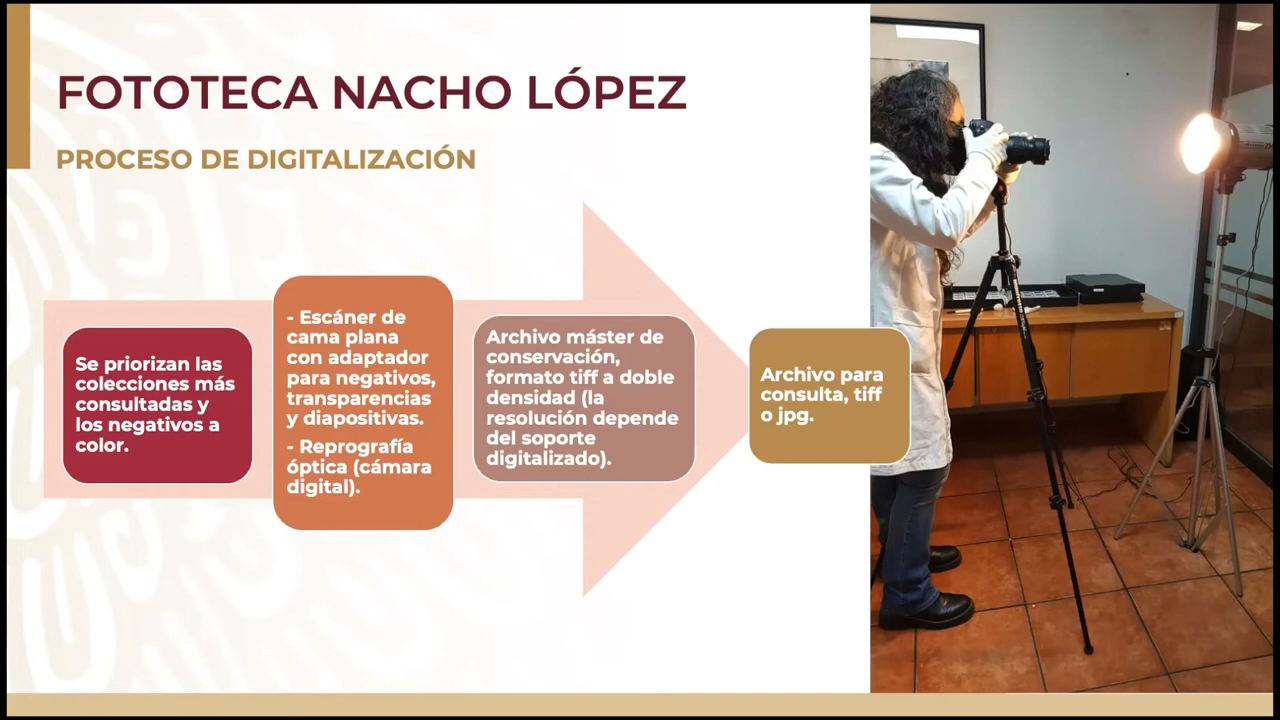 FOTOTECA NACHO LÓPEZ
PROCESO DE DIGITALIZACIÓN
Se priorizan las
colecciones más
consultadas y
los negativos a
color.
- Escáner de
cama plana
con adaptador
para negativos,
transparencias
y diapositivas.
- Reprografía
óptica (cámara
digital).
Archivo máster de
conservación,
formato tiff a doble
densidad (la
resolución depende
del soporte
digitalizado).
Archivo para
consulta, tiff
o jpg.